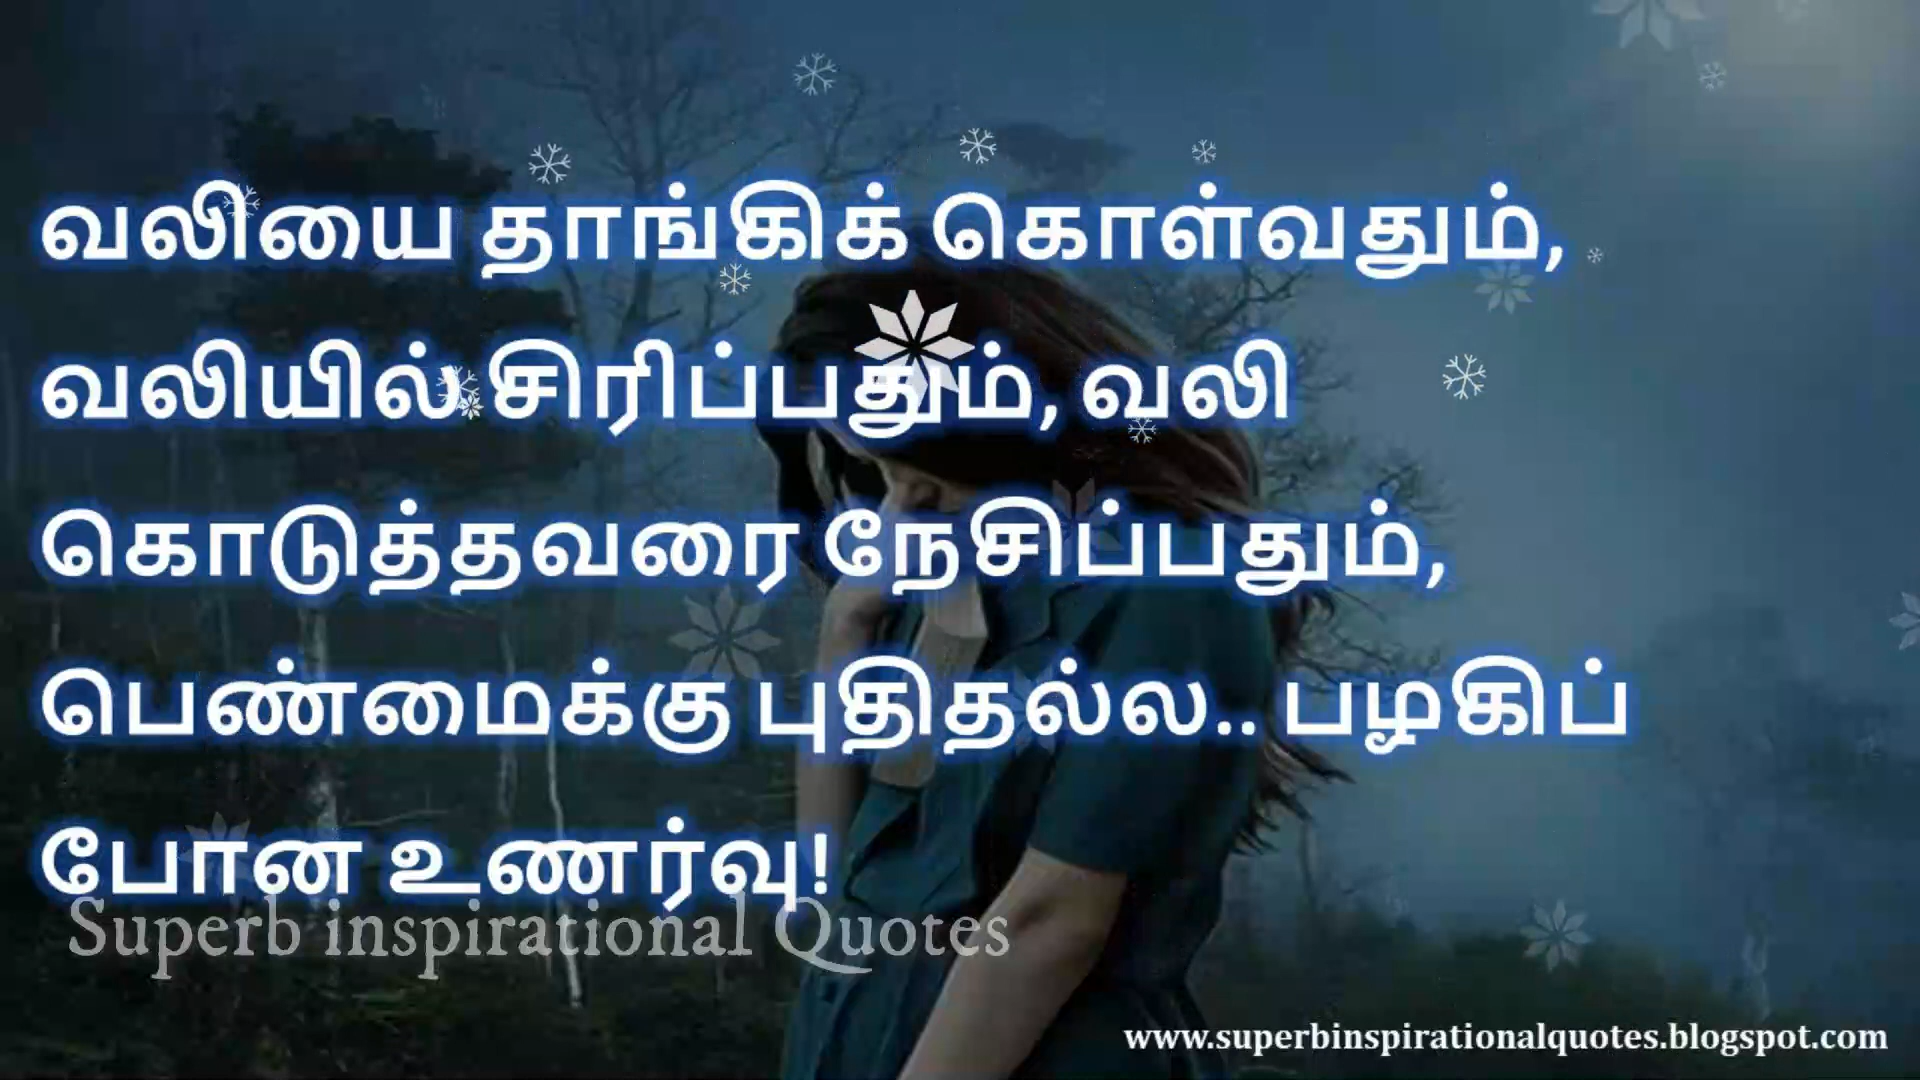 வலியை தாங்கிக் கொள்வதும்,
வலியில் சிரிப்பதும், வலி
கொடுத்தவரை நேசிப்பதும்,
பெண்மைக்கு புதிதல்ல.. பழகிப்
போன உணர்வு!
Superb inspirational Quotes
www.superbinspirationalquotes.blogspot.com